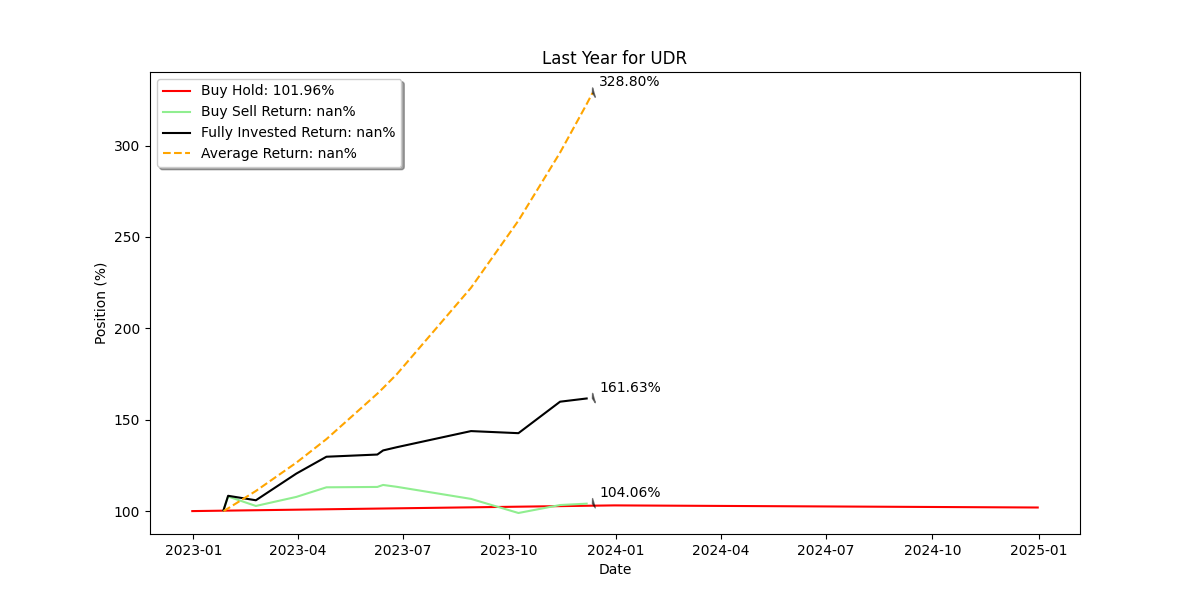 Last Year for UDR
Buy Hold: 101.96%
Buy Sell Return: nan%
Fully Invested Return: nan%
Average Return: nan%
328.80%
161.63%
104.06%
Position (%)
300
250
200
150
100
2023-01 2023-04 2023-07 2023-10 2024-01 2024-04 2024-07 2024-10 2025-01
Date